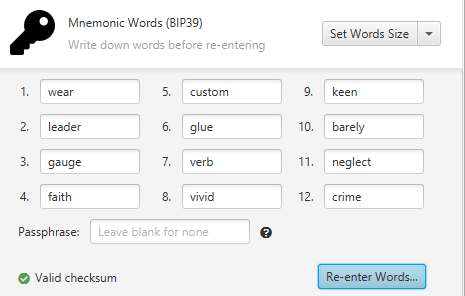 Mnemonic Words (BIP39)
Write down words before re-entering
Set Words Size
1. wear 5. custom 9. keen
2. leader 6. glue 10. barely
3. gauge 7. verb 11. neglect
4. faith 8. vivid 12. crime
Passphrase: Leave blank for none ?
Valid checksum Re-enter Words...